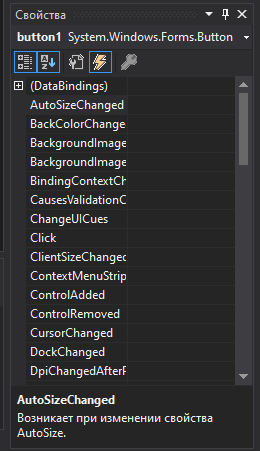 Свойства
button1 System.Windows.Forms.Button
(DataBindings)
AutoSizeChanged
BackColorChange
BackgroundImage
BackgroundImage
BindingContextCh
CausesValidationC
ChangeUICues
Click
ClientSizeChanged
ContextMenuStrip
ControlAdded
ControlRemoved
CursorChanged
DockChanged
DpiChangedAfterP
AutoSizeChanged
Возникает при изменении свойства
AutoSize.